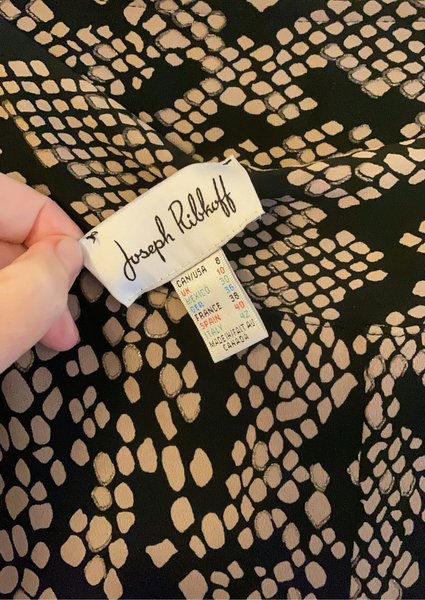 Joseph Ribkoff
CAN/USA 8
UK 10
MEXICO 30
GER 36
FRANCE 38
SPAIN 40
ITALY 42
MADE IN/FAIT AU
CANADA